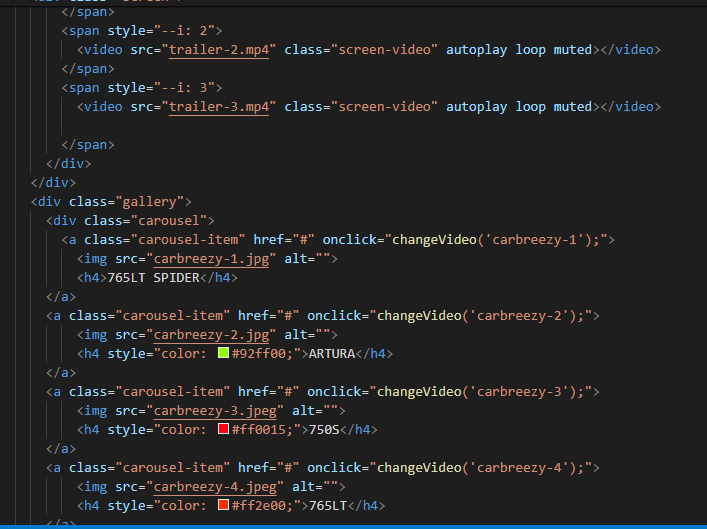 </span>
<span style="--i: 2">
<video src="trailer-2.mp4" class="screen-video" autoplay loop muted></video>
</span>
<span style="--i: 3">
<video src="trailer-3.mp4" class="screen-video" autoplay loop muted></video>
</span>
</div>
</div>
<div class="gallery">
<div class="carousel">
<a class="carousel-item" href="#" onclick="changeVideo('carbreezy-1');">
<img src="carbreezy-1.jpg" alt="">
<h4>765LT SPIDER</h4>
</a>
<a class="carousel-item" href="#" onclick="changeVideo('carbreezy-2');">
<img src="carbreezy-2.jpg" alt="">
<h4 style="color: #92ff00;">ARTURA</h4>
</a>
<a class="carousel-item" href="#" onclick="changeVideo('carbreezy-3');">
<img src="carbreezy-3.jpeg" alt="">
<h4 style="color: #ff0015;">750S</h4>
</a>
<a class="carousel-item" href="#" onclick="changeVideo('carbreezy-4');">
<img src="carbreezy-4.jpeg" alt="">
<h4 style="color: #ff2e00;">765LT</h4>
</a>